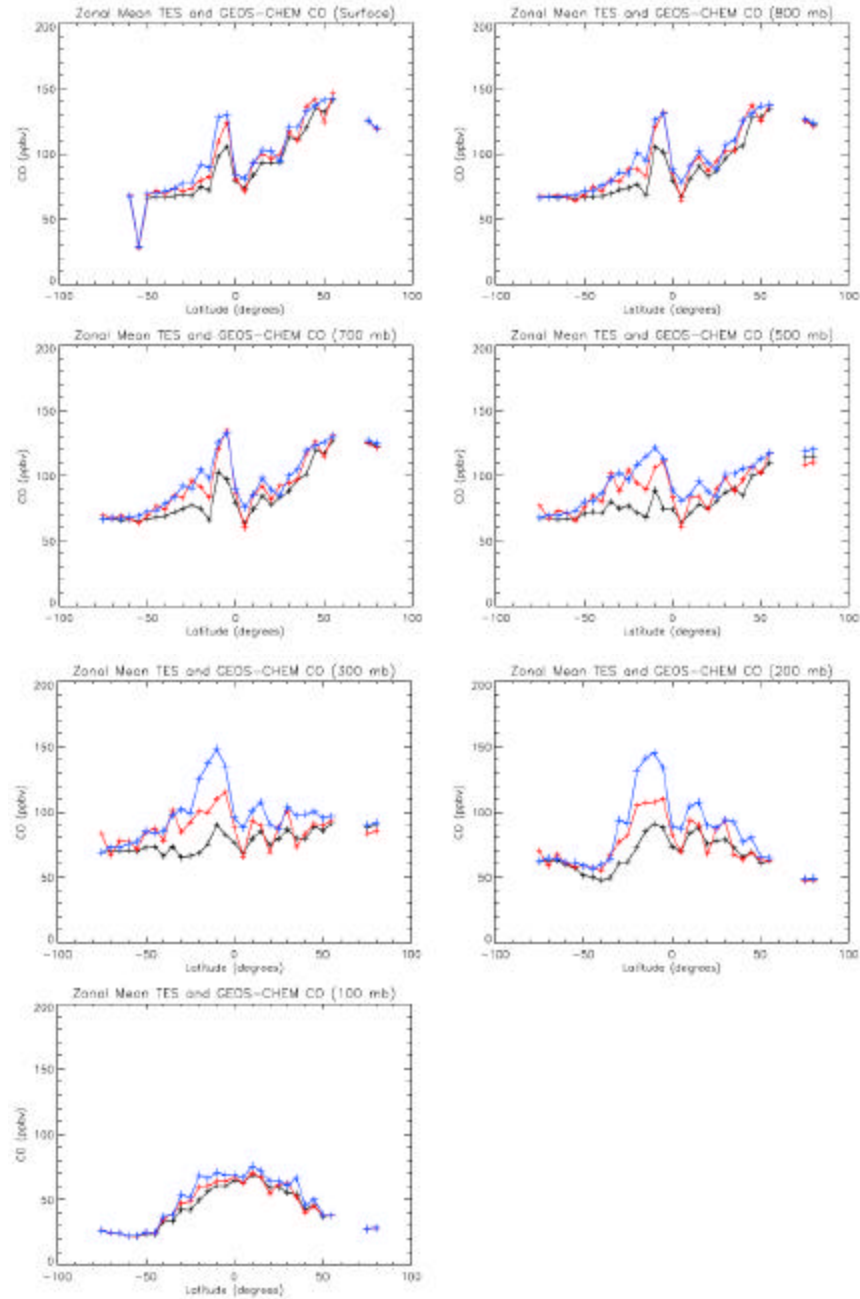 Zonal Mean TES and GEOS-CHEM CO (Surface)
200
150
100
50
0
CO (ppbv)
-100 -50 0 50 100
Latitude (degrees)
Zonal Mean TES and GEOS-CHEM CO (800 mb)
200
150
100
50
0
CO (ppbv)
-100 -50 0 50 100
Latitude (degrees)
Zonal Mean TES and GEOS-CHEM CO (700 mb)
200
150
100
50
0
CO (ppbv)
-100 -50 0 50 100
Latitude (degrees)
Zonal Mean TES and GEOS-CHEM CO (500 mb)
200
150
100
50
0
CO (ppbv)
-100 -50 0 50 100
Latitude (degrees)
Zonal Mean TES and GEOS-CHEM CO (300 mb)
200
150
100
50
0
CO (ppbv)
-100 -50 0 50 100
Latitude (degrees)
Zonal Mean TES and GEOS-CHEM CO (200 mb)
200
150
100
50
0
CO (ppbv)
-100 -50 0 50 100
Latitude (degrees)
Zonal Mean TES and GEOS-CHEM CO (100 mb)
200
150
100
50
0
CO (ppbv)
-100 -50 0 50 100
Latitude (degrees)